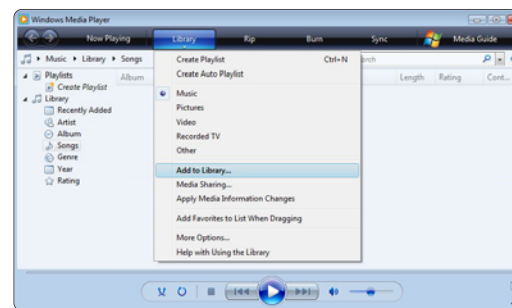 Windows Media Player
Now Playing Library Rip Burn Sync Media Guide
Music Library Songs
Playlists
Create Playlist
Library
Recently Added
Artist
Album
Songs
Genre
Year
Rating
Album
Create Playlist Ctrl+N
Create Auto Playlist
Music
Pictures
Video
Recorded TV
Other
Add to Library...
Media Sharing...
Apply Media Information Changes
Add Favorites to List When Dragging
More Options...
Help with Using the Library
Length Rating Cont...